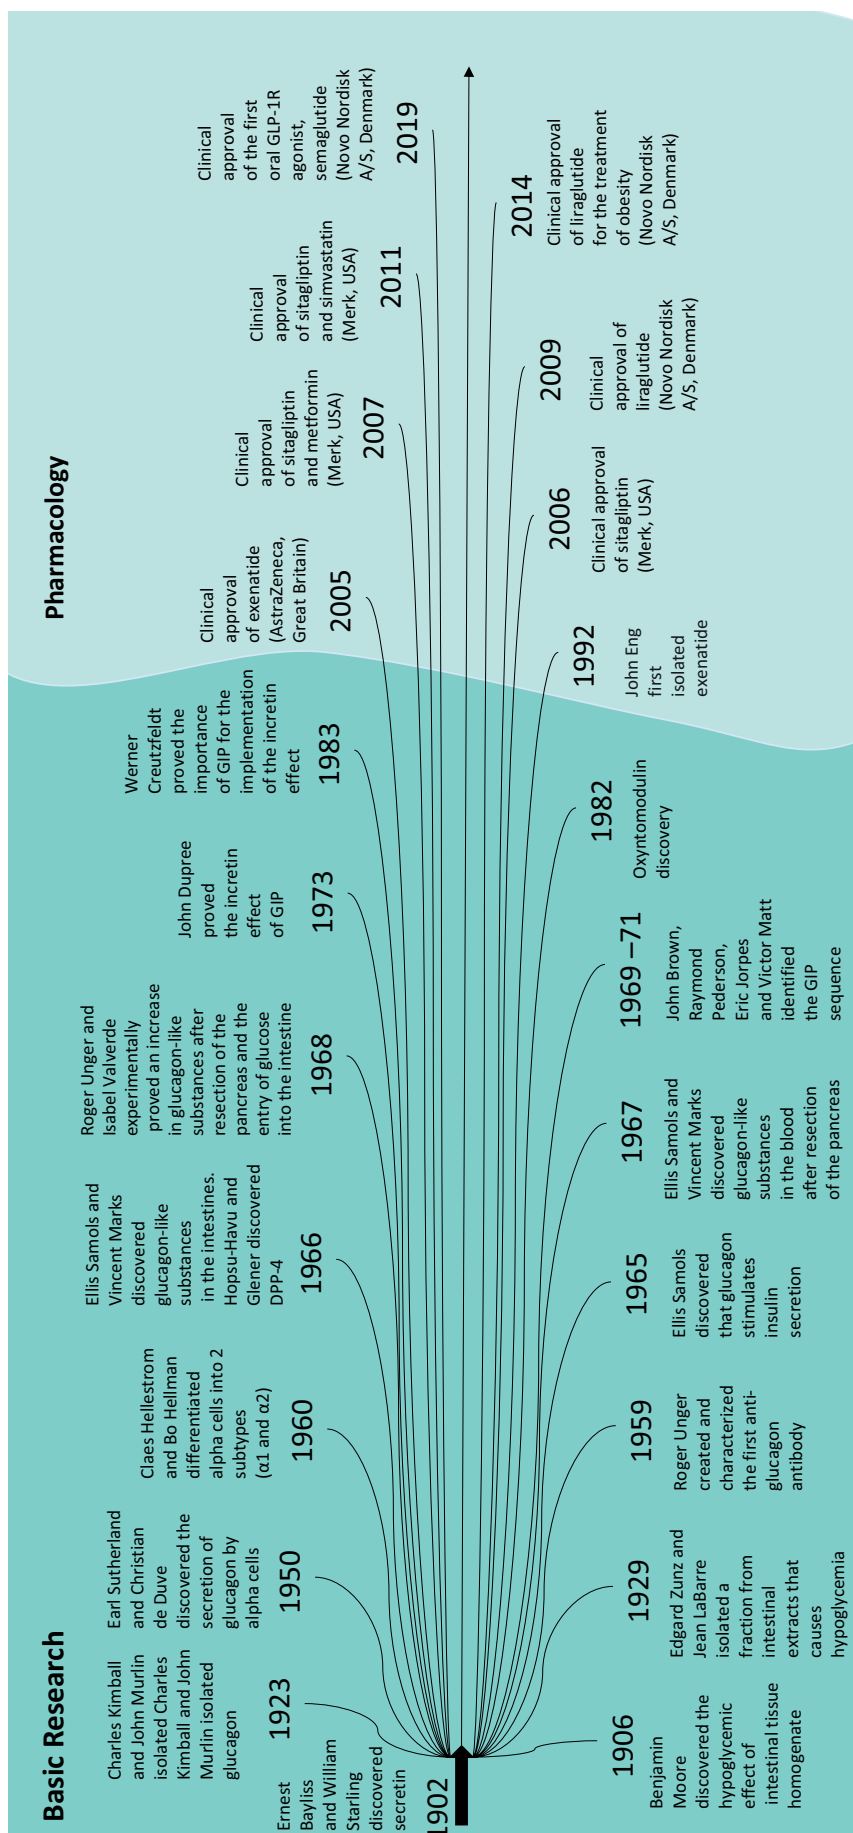 Basic Research
Pharmacology
Ernest
Bayliss
and William
Starling
discovered
secretin
1902
Charles Kimball
and John Murlin
isolated Charles
Kimball and John
Murlin isolated
glucagon
1923
Earl Sutherland
and Christian
de Duve
discovered the
secretion of
glucagon by
alpha cells
1950
Claes Hellestrom
and Bo Hellman
differentiated
alpha cells into 2
subtypes
(α1 and α2)
1960
Ellis Samols and
Vincent Marks
discovered
glucagon-like
substances
in the intestines.
Hopsu-Havu and
Glener discovered
DPP-4
1966
Roger Unger and
Isabel Valverde
experimentally
proved an increase
in glucagon-like
substances after
resection of the
pancreas and the
entry of glucose
into the intestine
1968
John Dupree
proved
the incretin
effect
of GIP
1973
Werner
Creutzfeldt
proved the
importance
of GIP for the
implementation
of the incretin
effect
1983
Clinical
approval
of exenatide
(AstraZeneca,
Great Britain)
2005
Clinical
approval
of sitagliptin
and metformin
(Merk, USA)
2007
Clinical
approval
of sitagliptin
and simvastatin
(Merk, USA)
2011
Clinical
approval
of the first
oral GLP-1R
agonist,
semaglutide
(Novo Nordisk
A/S, Denmark)
2019
1906
Benjamin
Moore
discovered the
hypoglycemic
effect of
intestinal tissue
homogenate
1929
Edgard Zunz and
Jean LaBarre
isolated a
fraction from
intestinal
extracts that
causes
hypoglycemia
1959
Roger Unger
created and
characterized
the first anti-
glucagon
antibody
1965
Ellis Samols
discovered
that glucagon
stimulates
insulin
secretion
1967
Ellis Samols and
Vincent Marks
discovered
glucagon-like
substances
in the blood
after resection
of the pancreas
1969 –71
John Brown,
Raymond
Pederson,
Eric Jorpes
and Victor Matt
identified
the GIP
sequence
1982
Oxyntomodulin
discovery
1992
John Eng
first
isolated
exenatide
2006
Clinical approval
of sitagliptin
(Merk, USA)
2009
Clinical
approval of
liraglutide
(Novo Nordisk
A/S, Denmark)
2014
Clinical approval
of liraglutide
for the treatment
of obesity
(Novo Nordisk
A/S, Denmark)